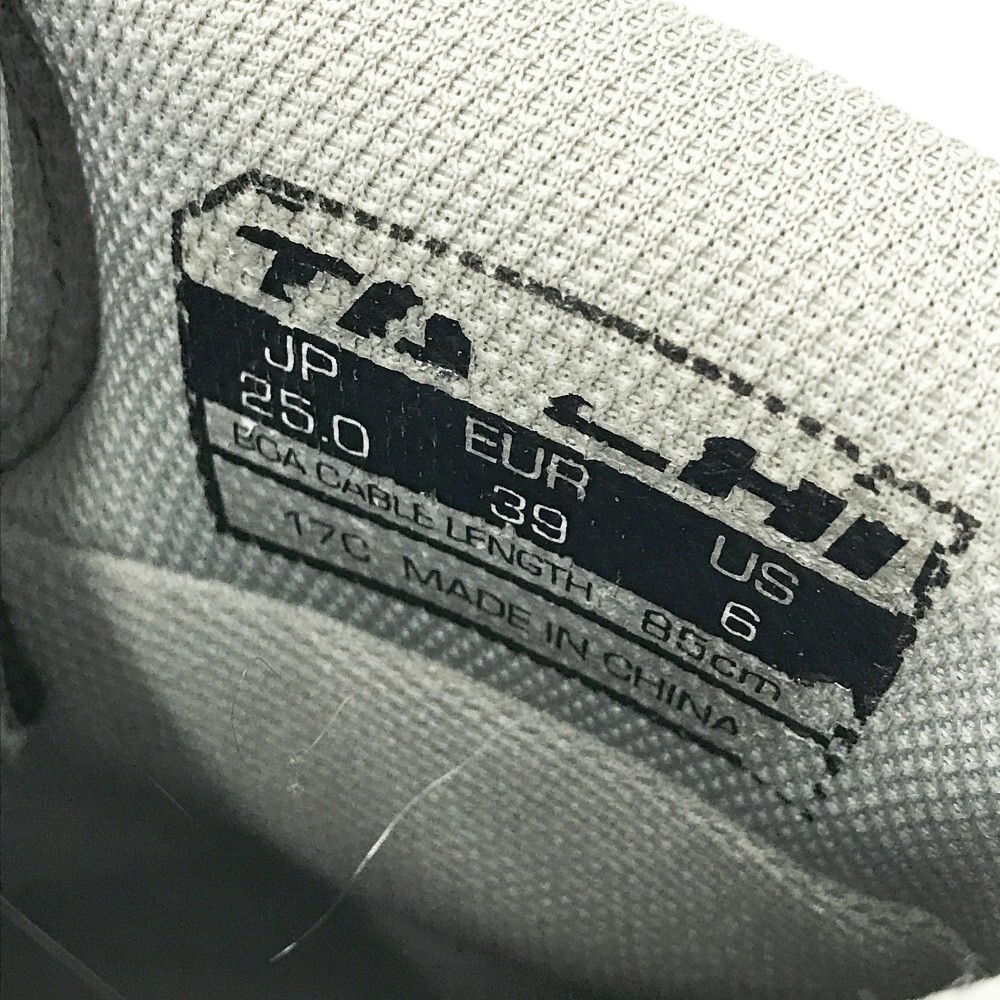 JP EUR US
25.0 39 6
BOA CABLE LENGTH 85cm
17C MADE IN CHINA